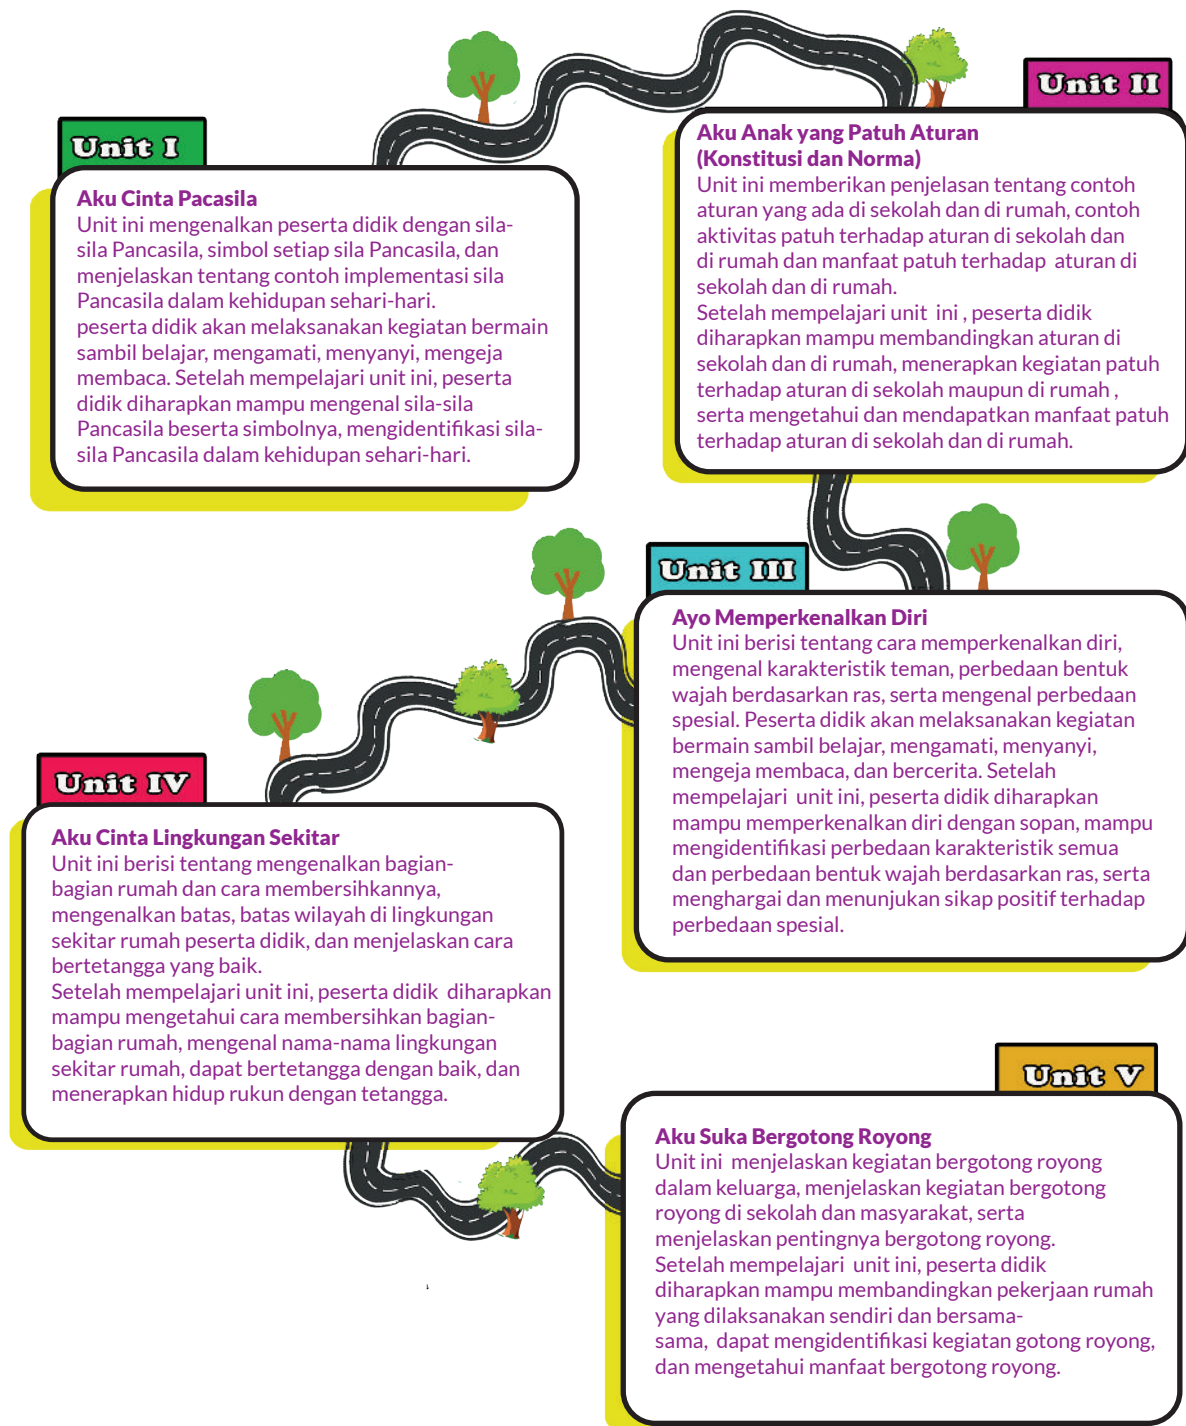 Unit I
Aku Cinta Pacasila
Unit ini mengenalkan peserta didik dengan sila-
sila Pancasila, simbol setiap sila Pancasila, dan
menjelaskan tentang contoh implementasi sila
Pancasila dalam kehidupan sehari-hari.
peserta didik akan melaksanakan kegiatan bermain
sambil belajar, mengamati, menyanyi, mengeja
membaca. Setelah mempelajari unit ini, peserta
didik diharapkan mampu mengenal sila-sila
Pancasila beserta simbolnya, mengidentifikasi sila-
sila Pancasila dalam kehidupan sehari-hari.
Unit II
Aku Anak yang Patuh Aturan
(Konstitusi dan Norma)
Unit ini memberikan penjelasan tentang contoh
aturan yang ada di sekolah dan di rumah, contoh
aktivitas patuh terhadap aturan di sekolah dan
di rumah dan manfaat patuh terhadap aturan di
sekolah dan di rumah.
Setelah mempelajari unit ini , peserta didik
diharapkan mampu membandingkan aturan di
sekolah dan di rumah, menerapkan kegiatan patuh
terhadap aturan di sekolah maupun di rumah ,
serta mengetahui dan mendapatkan manfaat patuh
terhadap aturan di sekolah dan di rumah.
Unit III
Ayo Memperkenalkan Diri
Unit ini berisi tentang cara memperkenalkan diri,
mengenal karakteristik teman, perbedaan bentuk
wajah berdasarkan ras, serta mengenal perbedaan
spesial. Peserta didik akan melaksanakan kegiatan
bermain sambil belajar, mengamati, menyanyi,
mengeja membaca, dan bercerita. Setelah
mempelajari unit ini, peserta didik diharapkan
mampu memperkenalkan diri dengan sopan, mampu
mengidentifikasi perbedaan karakteristik semua
dan perbedaan bentuk wajah berdasarkan ras, serta
menghargai dan menunjukan sikap positif terhadap
perbedaan spesial.
Unit IV
Aku Cinta Lingkungan Sekitar
Unit ini berisi tentang mengenalkan bagian-
bagian rumah dan cara membersihkannya,
mengenalkan batas, batas wilayah di lingkungan
sekitar rumah peserta didik, dan menjelaskan cara
bertetangga yang baik.
Setelah mempelajari unit ini, peserta didik diharapkan
mampu mengetahui cara membersihkan bagian-
bagian rumah, mengenal nama-nama lingkungan
sekitar rumah, dapat bertetangga dengan baik, dan
menerapkan hidup rukun dengan tetangga.
Unit V
Aku Suka Bergotong Royong
Unit ini menjelaskan kegiatan bergotong royong
dalam keluarga, menjelaskan kegiatan bergotong
royong di sekolah dan masyarakat, serta
menjelaskan pentingnya bergotong royong.
Setelah mempelajari unit ini, peserta didik
diharapkan mampu membandingkan pekerjaan rumah
yang dilaksanakan sendiri dan bersama-
sama, dapat mengidentifikasi kegiatan gotong royong,
dan mengetahui manfaat bergotong royong.